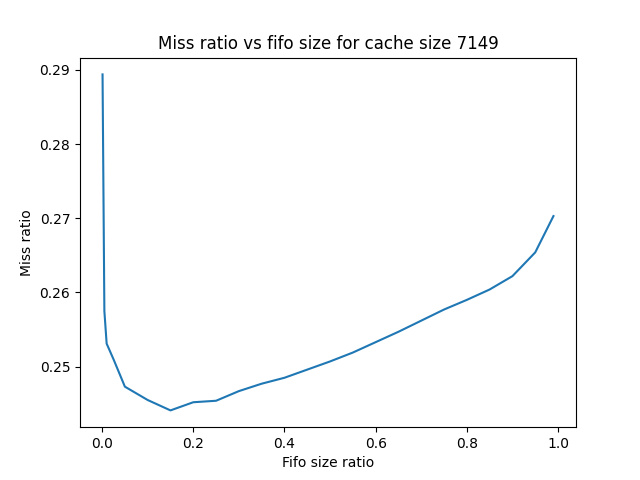 Miss ratio vs fifo size for cache size 7149
0.29
0.28
0.27
0.26
0.25
Miss ratio
0.0 0.2 0.4 0.6 0.8 1.0
Fifo size ratio